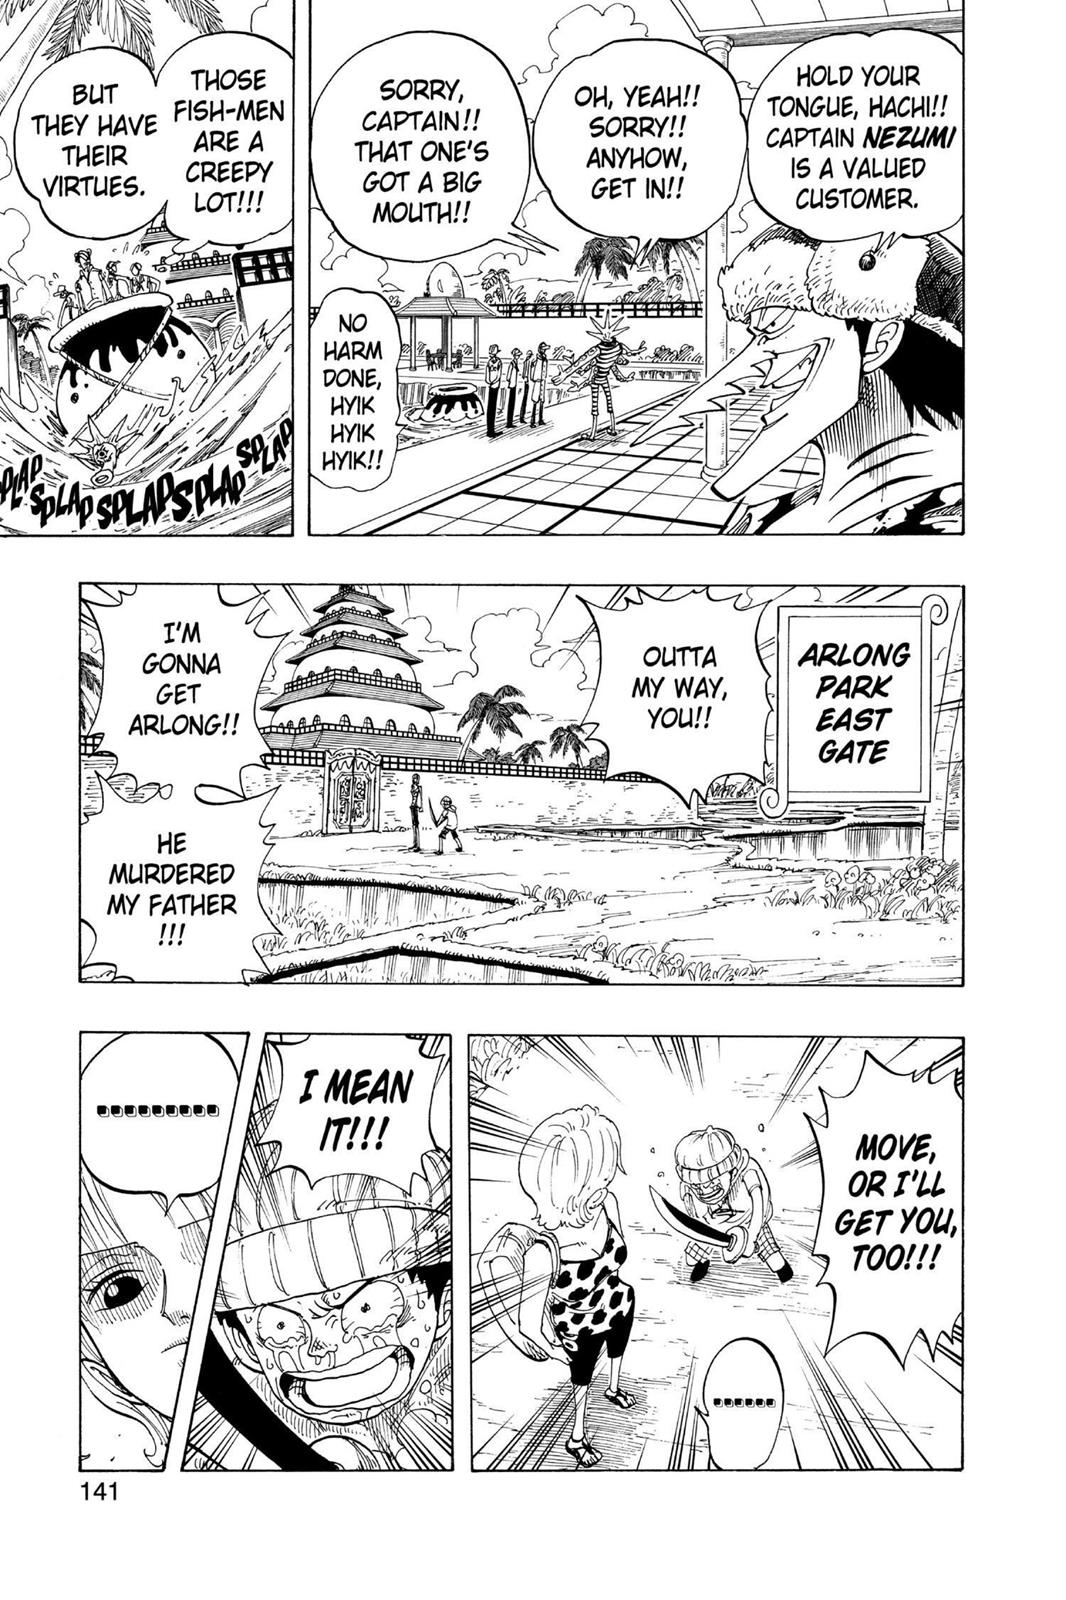 HOLD YOUR
TONGUE, HACHI!!
CAPTAIN NEZUMI
IS A VALUED
CUSTOMER.
OH, YEAH!!
SORRY!!
ANYHOW,
GET IN!!
SORRY,
CAPTAIN!!
THAT ONE'S
GOT A BIG
MOUTH!!
NO
HARM
DONE,
HYIK
HYIK
HYIK!!
THOSE
FISH-MEN
ARE A
CREEPY
LOT!!!
BUT
THEY HAVE
THEIR
VIRTUES.
SPLAP
SPLAP
SPLAP
SPLAP
SPLAP
ARLONG
PARK
EAST
GATE
OUTTA
MY WAY,
YOU!!
I'M
GONNA
GET
ARLONG!!
HE
MURDERED
MY FATHER
!!!
MOVE,
OR I'LL
GET YOU,
TOO!!!
.......
I MEAN
IT!!!
.........
141